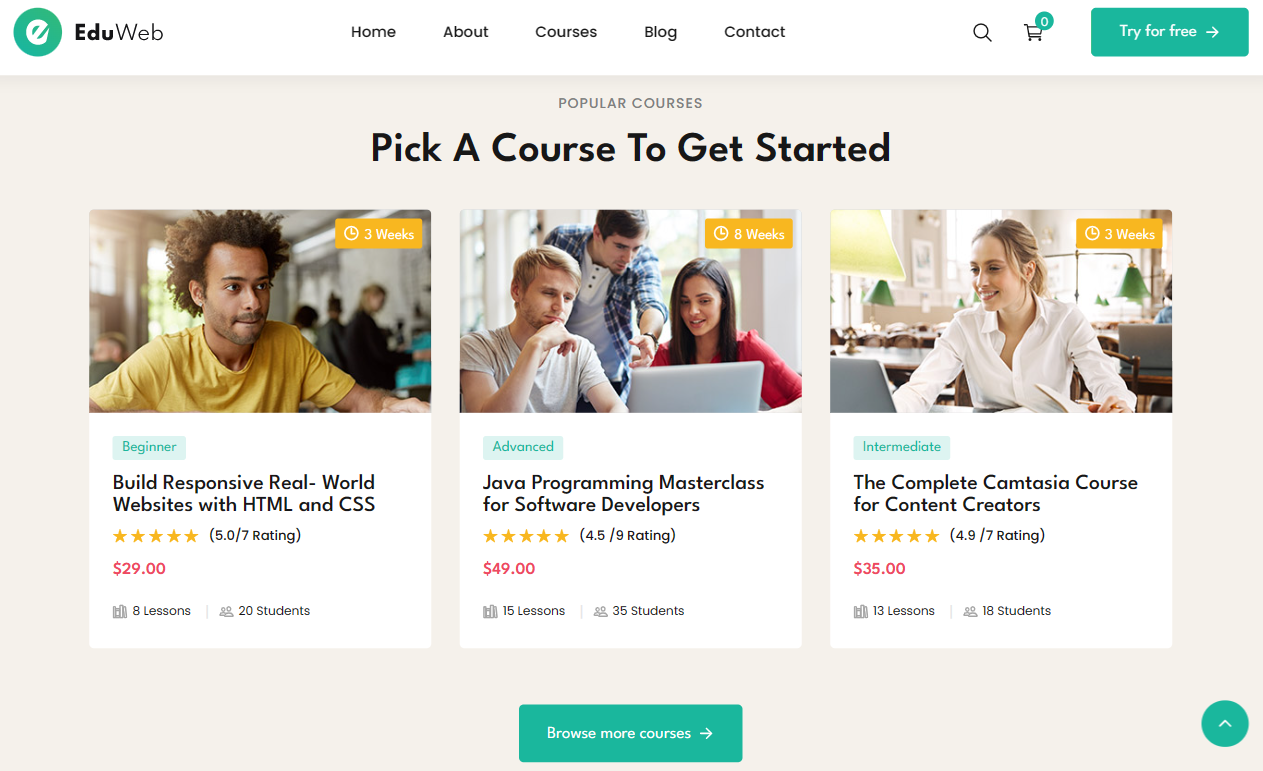 EduWeb
Home
About
Courses
Blog
Contact
0
Try for free →
POPULAR COURSES
Pick A Course To Get Started
3 Weeks
8 Weeks
3 Weeks
Beginner
Build Responsive Real- World
Websites with HTML and CSS
(5.0/7 Rating)
$29.00
8 Lessons
20 Students
Advanced
Java Programming Masterclass
for Software Developers
(4.5 /9 Rating)
$49.00
15 Lessons
35 Students
Intermediate
The Complete Camtasia Course
for Content Creators
(4.9 /7 Rating)
$35.00
13 Lessons
18 Students
Browse more courses →